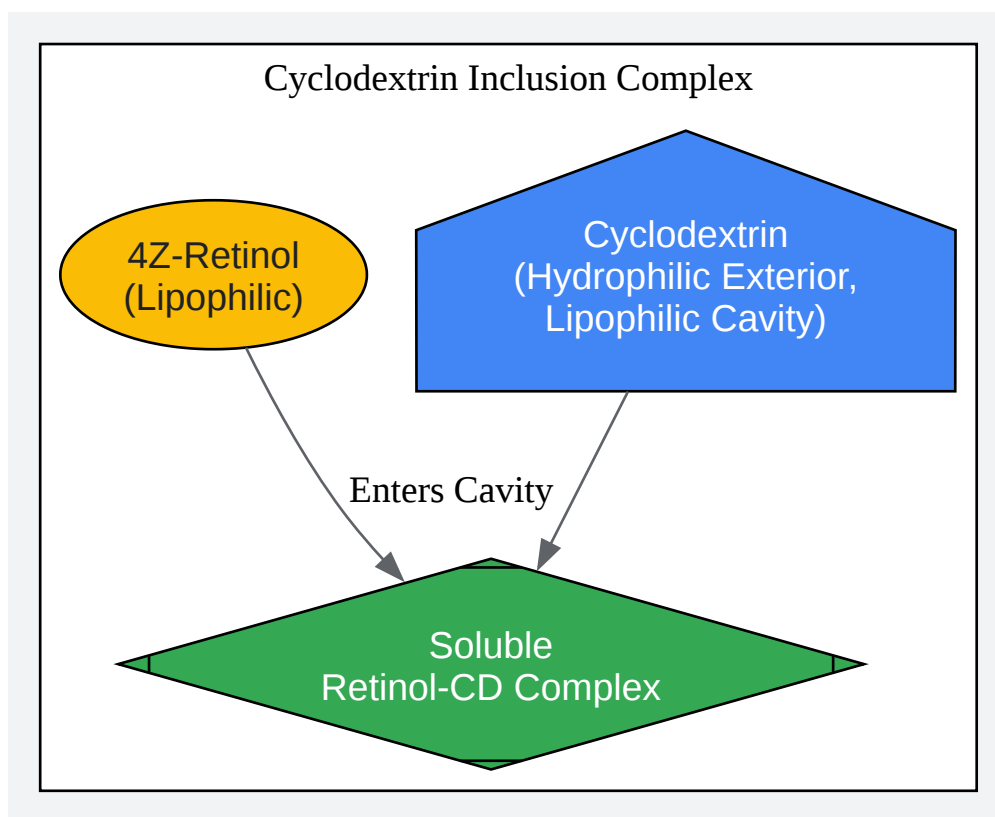 Cyclodextrin Inclusion Complex
4Z-Retinol
(Lipophilic)
Cyclodextrin
(Hydrophilic Exterior,
Lipophilic Cavity)
Enters Cavity
Soluble
Retinol-CD Complex